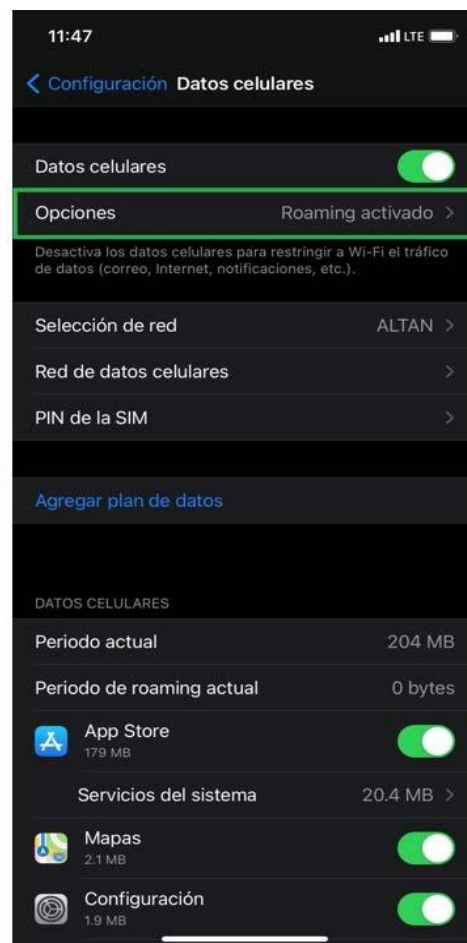 11:47
LTE
Configuración Datos celulares
Datos celulares
Opciones Roaming activado
Desactiva los datos celulares para restringir a Wi-Fi el tráfico
de datos (correo, Internet, notificaciones, etc.).
Selección de red ALTAN
Red de datos celulares
PIN de la SIM
Agregar plan de datos
DATOS CELULARES
Periodo actual 204 MB
Periodo de roaming actual 0 bytes
App Store
179 MB
Servicios del sistema 20.4 MB
Mapas
2.1 MB
Configuración
1.9 MB